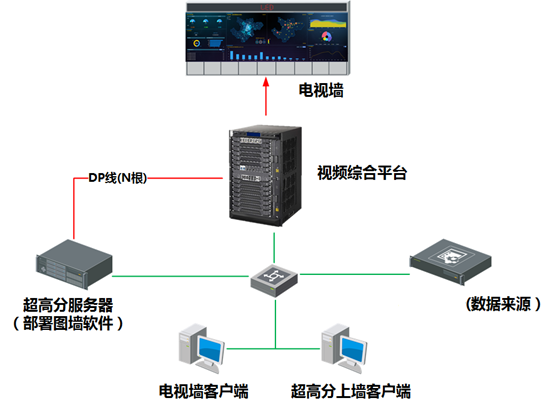 电视墙
视频综合平台
DP线(N根)
超高分服务器
（部署图墙软件）
(数据来源）
电视墙客户端
超高分上墙客户端